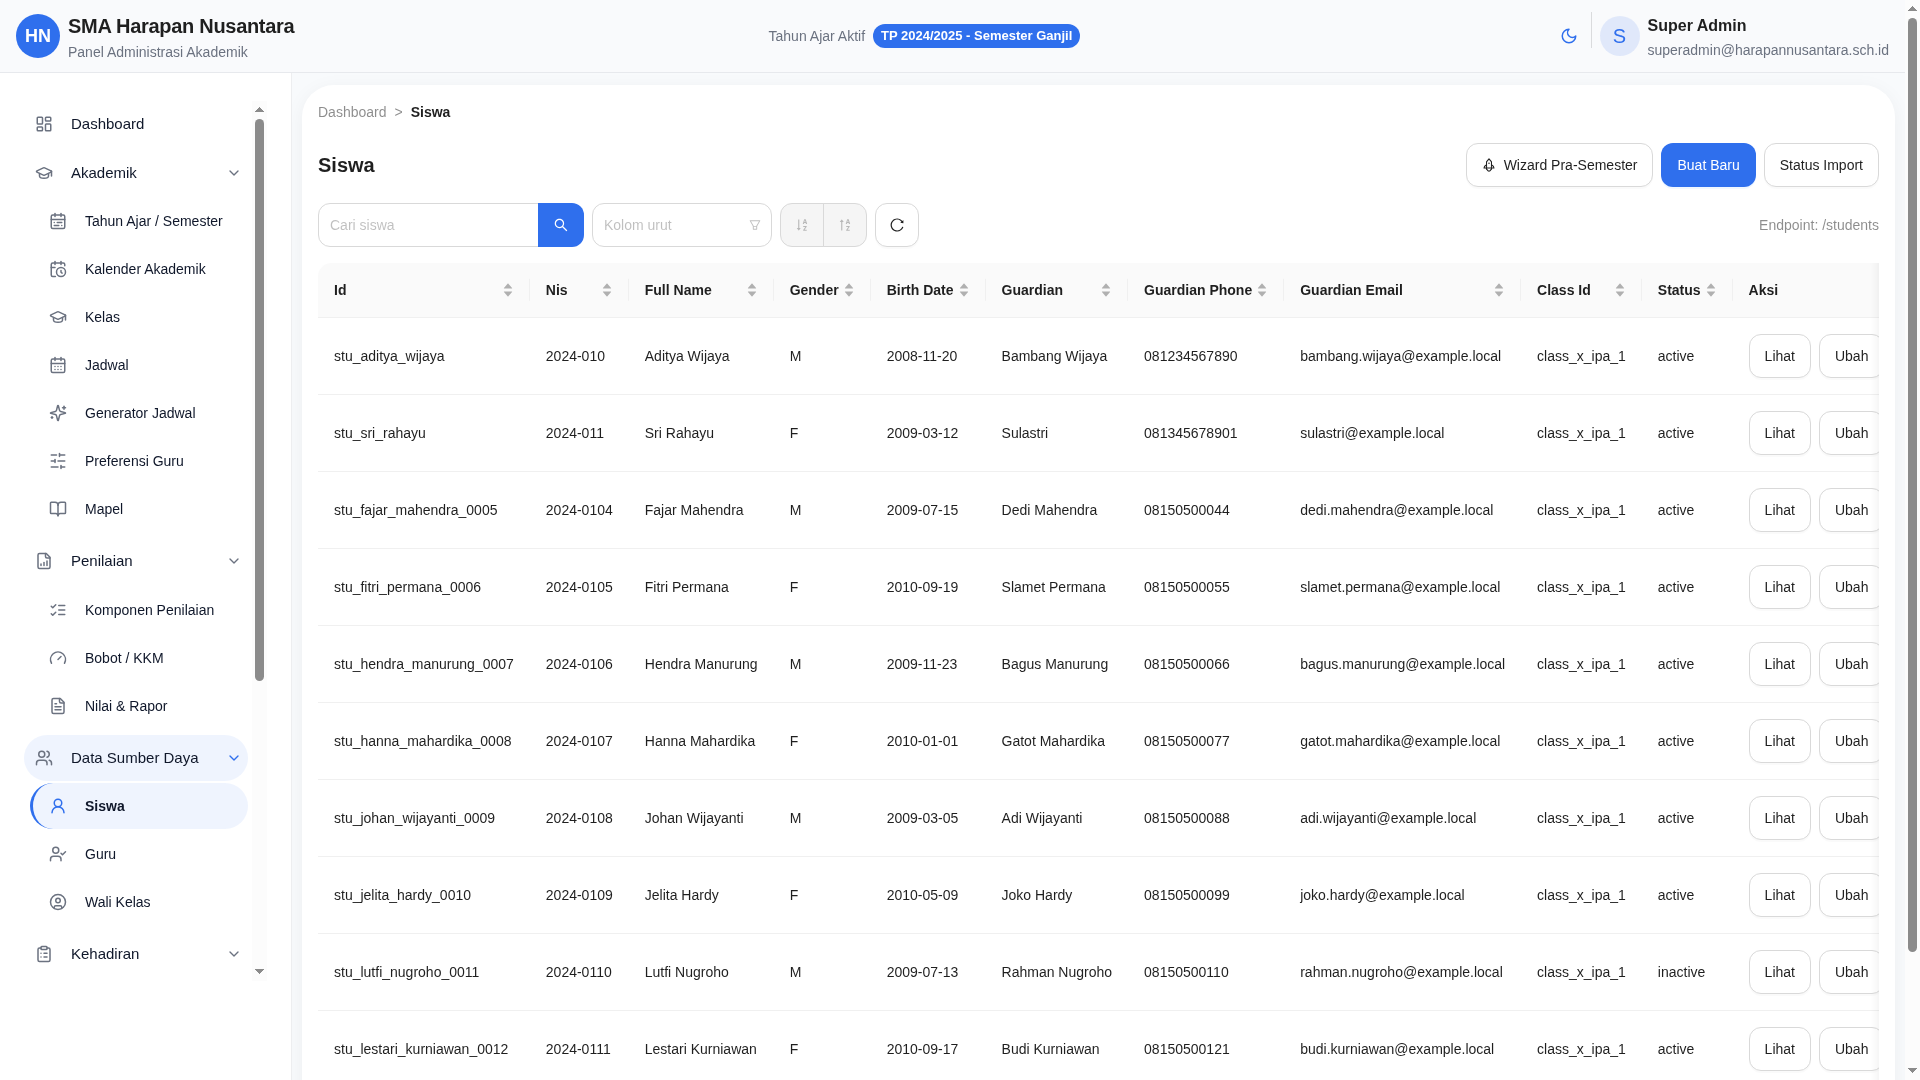 HN
SMA Harapan Nusantara
Panel Administrasi Akademik
Tahun Ajar Aktif TP 2024/2025 - Semester Ganjil
S
Super Admin
superadmin@harapannusantara.sch.id
Dashboard
Akademik
Tahun Ajar / Semester
Kalender Akademik
Kelas
Jadwal
Generator Jadwal
Preferensi Guru
Mapel
Penilaian
Komponen Penilaian
Bobot / KKM
Nilai & Rapor
Data Sumber Daya
Siswa
Guru
Wali Kelas
Kehadiran
Dashboard > Siswa
Siswa
Wizard Pra-Semester
Buat Baru
Status Import
Cari siswa
Kolom urut
Endpoint: /students
Id Nis Full Name Gender Birth Date Guardian Guardian Phone Guardian Email Class Id Status Aksi
stu_aditya_wijaya 2024-010 Aditya Wijaya M 2008-11-20 Bambang Wijaya 081234567890 bambang.wijaya@example.local class_x_ipa_1 active Lihat Ubah
stu_sri_rahayu 2024-011 Sri Rahayu F 2009-03-12 Sulastri 081345678901 sulastri@example.local class_x_ipa_1 active Lihat Ubah
stu_fajar_mahendra_0005 2024-0104 Fajar Mahendra M 2009-07-15 Dedi Mahendra 08150500044 dedi.mahendra@example.local class_x_ipa_1 active Lihat Ubah
stu_fitri_permana_0006 2024-0105 Fitri Permana F 2010-09-19 Slamet Permana 08150500055 slamet.permana@example.local class_x_ipa_1 active Lihat Ubah
stu_hendra_manurung_0007 2024-0106 Hendra Manurung M 2009-11-23 Bagus Manurung 08150500066 bagus.manurung@example.local class_x_ipa_1 active Lihat Ubah
stu_hanna_mahardika_0008 2024-0107 Hanna Mahardika F 2010-01-01 Gatot Mahardika 08150500077 gatot.mahardika@example.local class_x_ipa_1 active Lihat Ubah
stu_johan_wijayanti_0009 2024-0108 Johan Wijayanti M 2009-03-05 Adi Wijayanti 08150500088 adi.wijayanti@example.local class_x_ipa_1 active Lihat Ubah
stu_jelita_hardy_0010 2024-0109 Jelita Hardy F 2010-05-09 Joko Hardy 08150500099 joko.hardy@example.local class_x_ipa_1 active Lihat Ubah
stu_lutfi_nugroho_0011 2024-0110 Lutfi Nugroho M 2009-07-13 Rahman Nugroho 08150500110 rahman.nugroho@example.local class_x_ipa_1 inactive Lihat Ubah
stu_lestari_kurniawan_0012 2024-0111 Lestari Kurniawan F 2010-09-17 Budi Kurniawan 08150500121 budi.kurniawan@example.local class_x_ipa_1 active Lihat Ubah